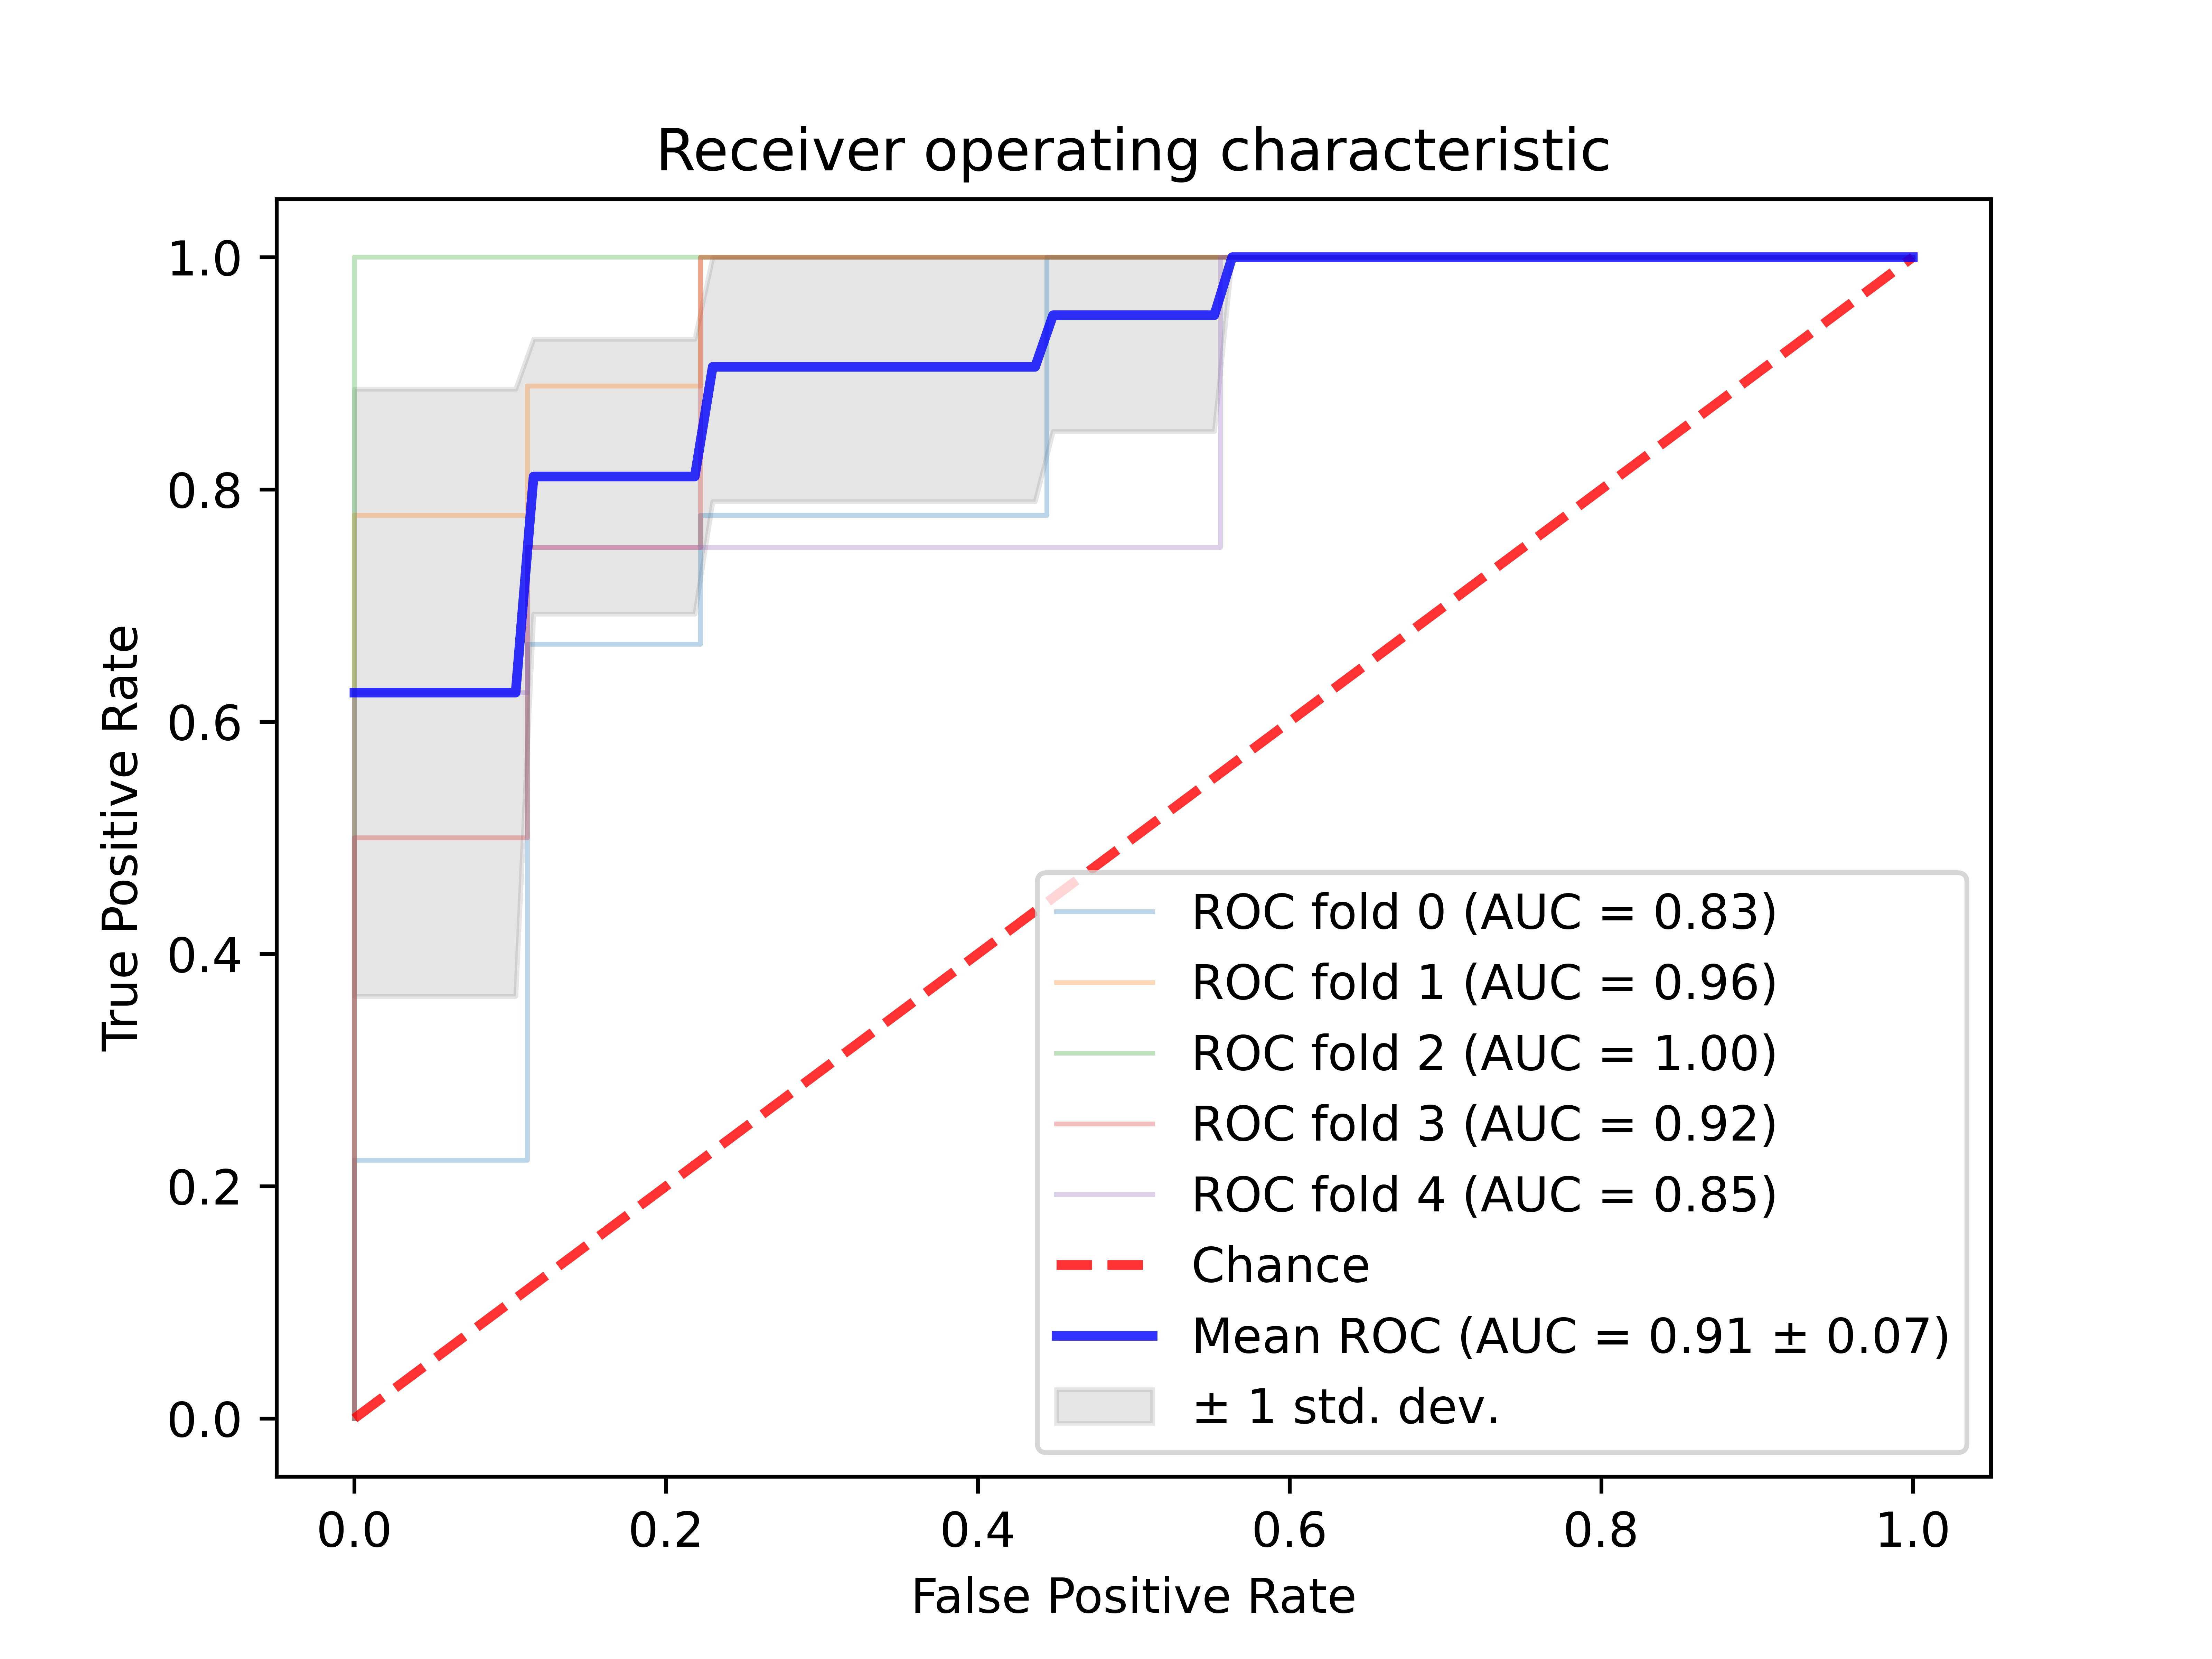 Receiver operating characteristic
1.0
0.8
0.6
0.4
0.2
0.0
True Positive Rate
ROC fold 0 (AUC = 0.83)
ROC fold 1 (AUC = 0.96)
ROC fold 2 (AUC = 1.00)
ROC fold 3 (AUC = 0.92)
ROC fold 4 (AUC = 0.85)
Chance
Mean ROC (AUC = 0.91 ± 0.07)
± 1 std. dev.
0.0 0.2 0.4 0.6 0.8 1.0
False Positive Rate